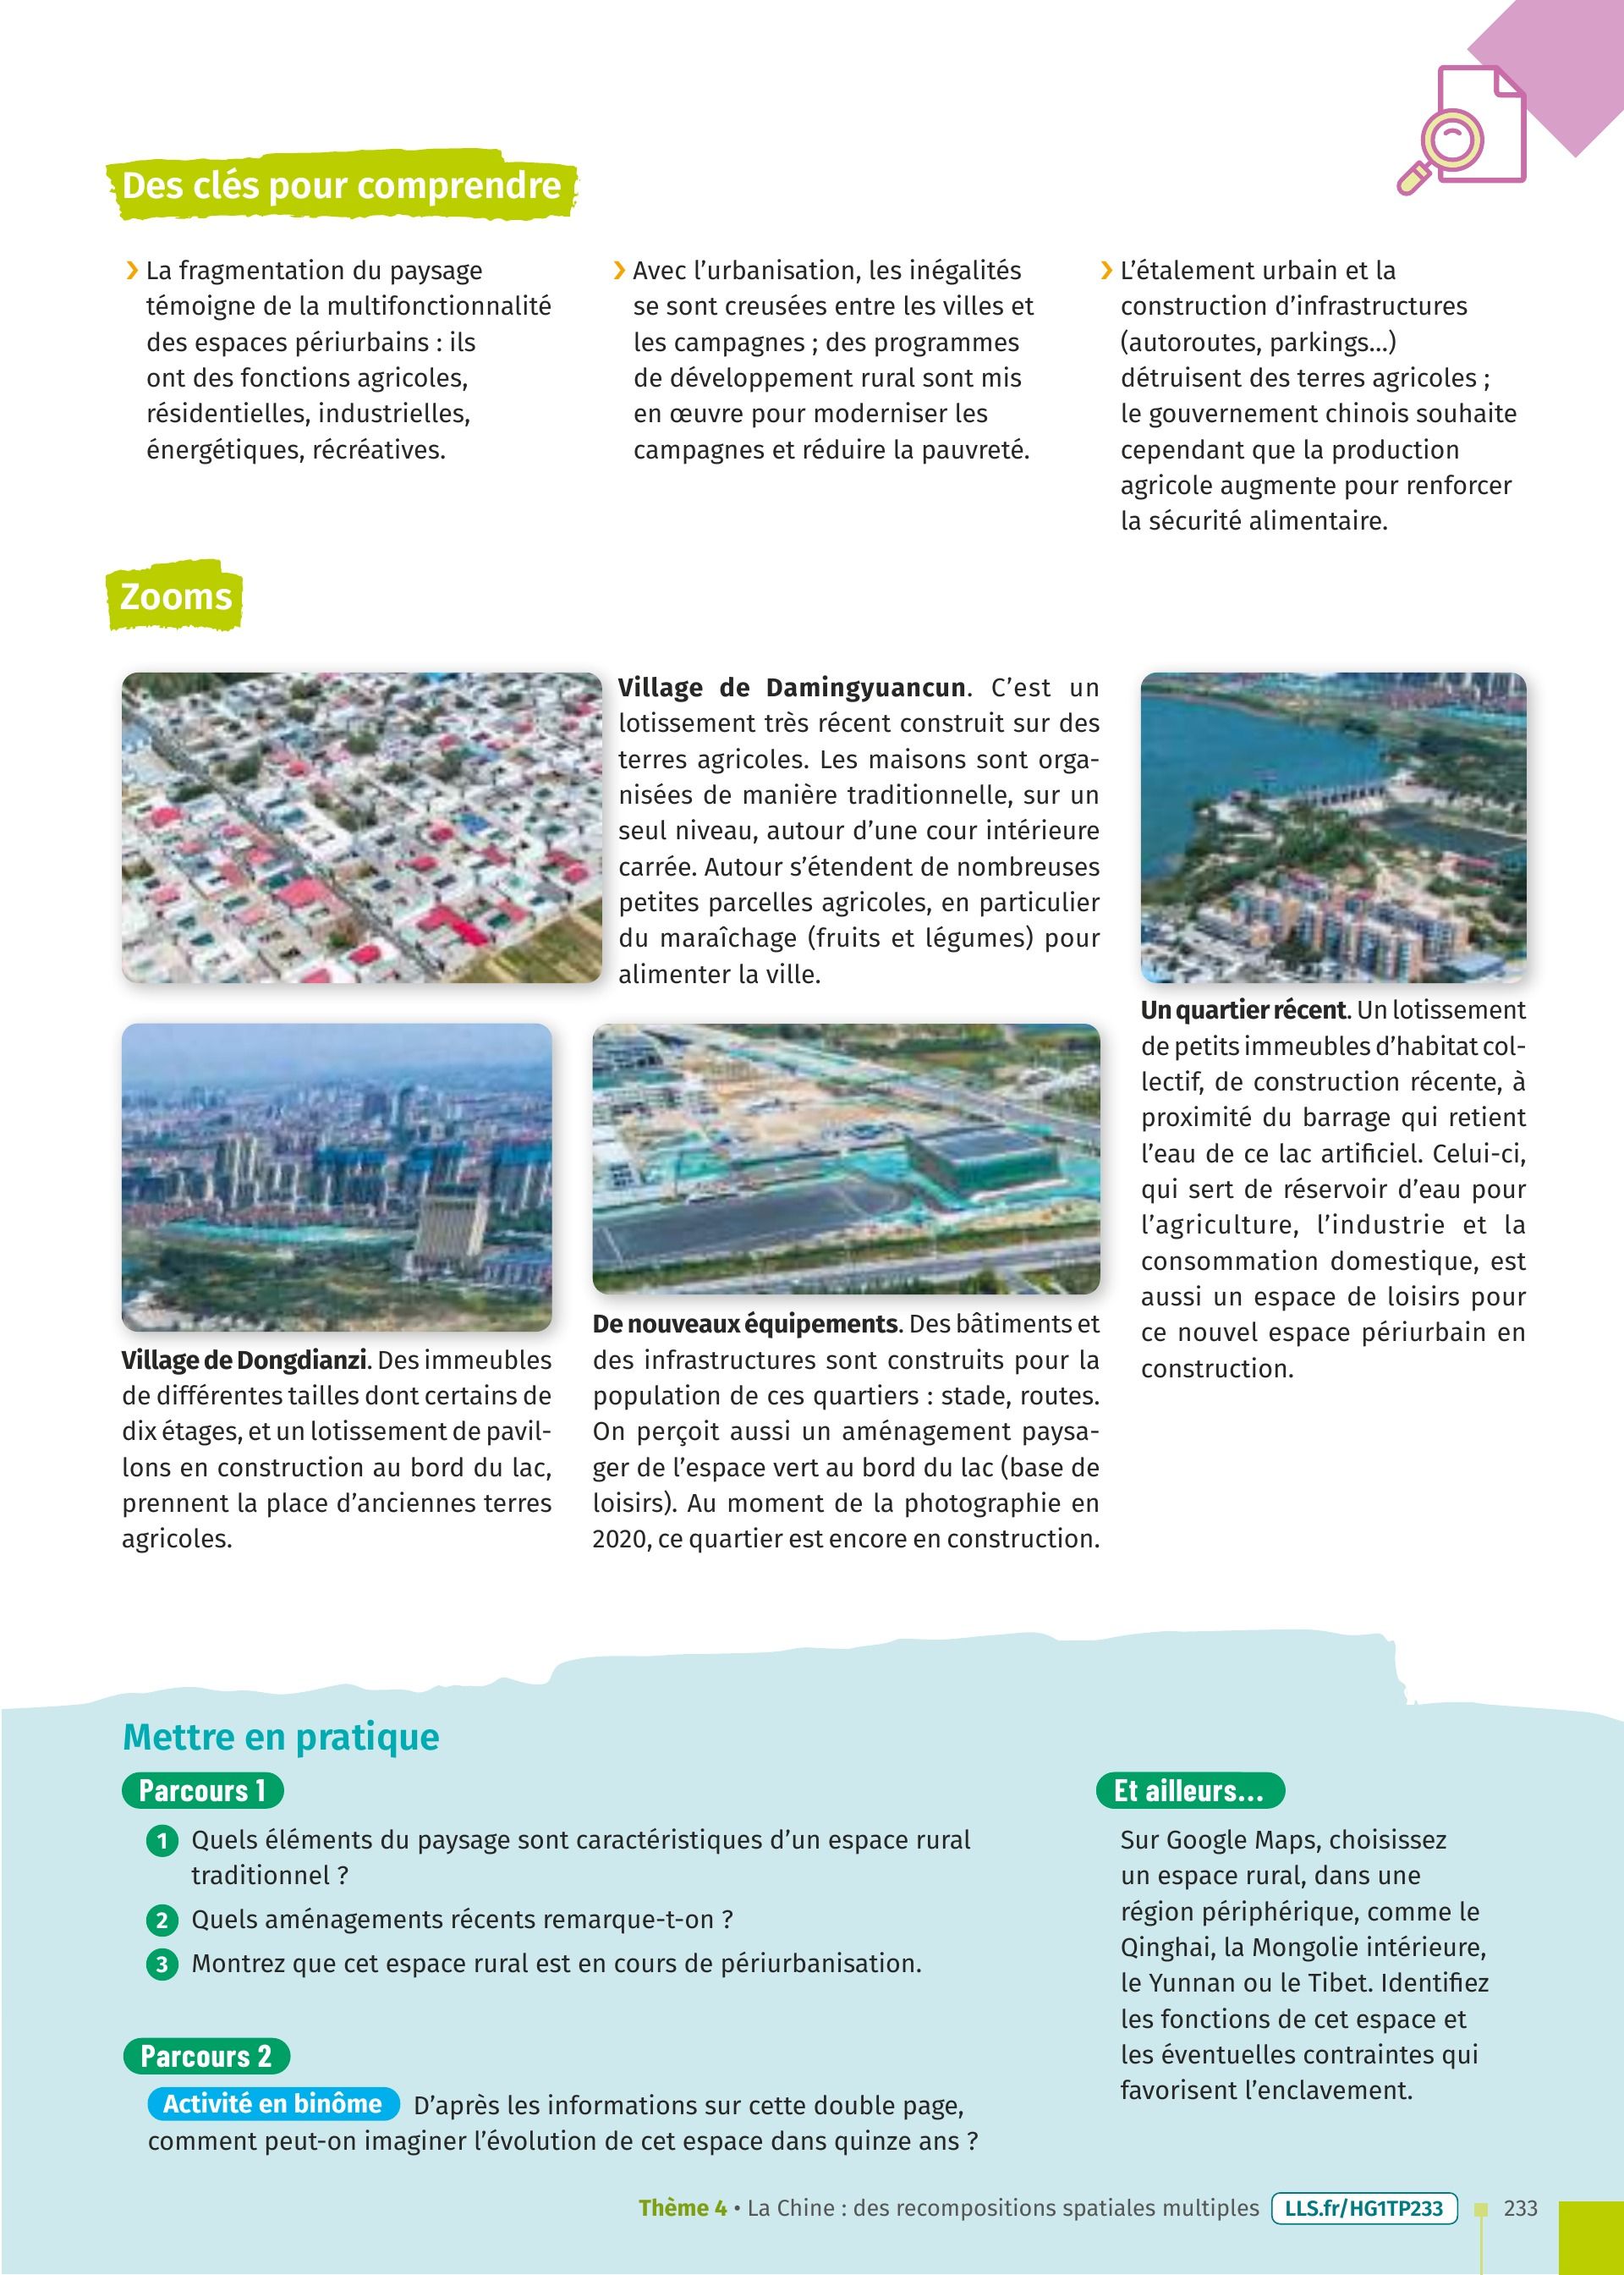 Des clés pour comprendre
La fragmentation du paysage
témoigne de la multifonctionnalité
des espaces périurbains : ils
ont des fonctions agricoles,
résidentielles, industrielles,
énergétiques, récréatives.
Avec l’urbanisation, les inégalités
se sont creusées entre les villes et
les campagnes ; des programmes
de développement rural sont mis
en œuvre pour moderniser les
campagnes et réduire la pauvreté.
L’étalement urbain et la
construction d’infrastructures
(autoroutes, parkings…)
détruisent des terres agricoles ;
le gouvernement chinois souhaite
cependant que la production
agricole augmente pour renforcer
la sécurité alimentaire.
Zooms
Village de Damingyuancun. C’est un
lotissement très récent construit sur des
terres agricoles. Les maisons sont orga-
nisées de manière traditionnelle, sur un
seul niveau, autour d’une cour intérieure
carrée. Autour s’étendent de nombreuses
petites parcelles agricoles, en particulier
du maraîchage (fruits et légumes) pour
alimenter la ville.
Village de Dongdianzi. Des immeubles
de différentes tailles dont certains de
dix étages, et un lotissement de pavil-
lons en construction au bord du lac,
prennent la place d’anciennes terres
agricoles.
De nouveaux équipements. Des bâtiments et
des infrastructures sont construits pour la
population de ces quartiers : stade, routes.
On perçoit aussi un aménagement paysa-
ger de l’espace vert au bord du lac (base de
loisirs). Au moment de la photographie en
2020, ce quartier est encore en construction.
Un quartier récent. Un lotissement
de petits immeubles d’habitat col-
lectif, de construction récente, à
proximité du barrage qui retient
l’eau de ce lac artificiel. Celui-ci,
qui sert de réservoir d’eau pour
l’agriculture, l’industrie et la
consommation domestique, est
aussi un espace de loisirs pour
ce nouvel espace périurbain en
construction.
Mettre en pratique
Parcours 1
1 Quels éléments du paysage sont caractéristiques d’un espace rural
traditionnel ?
2 Quels aménagements récents remarque-t-on ?
3 Montrez que cet espace rural est en cours de périurbanisation.
Parcours 2
Activité en binôme D’après les informations sur cette double page,
comment peut-on imaginer l’évolution de cet espace dans quinze ans ?
Et ailleurs…
Sur Google Maps, choisissez
un espace rural, dans une
région périphérique, comme le
Qinghai, la Mongolie intérieure,
le Yunnan ou le Tibet. Identifiez
les fonctions de cet espace et
les éventuelles contraintes qui
favorisent l’enclavement.
Thème 4 • La Chine : des recompositions spatiales multiples LLS.fr/HG1TP233 233